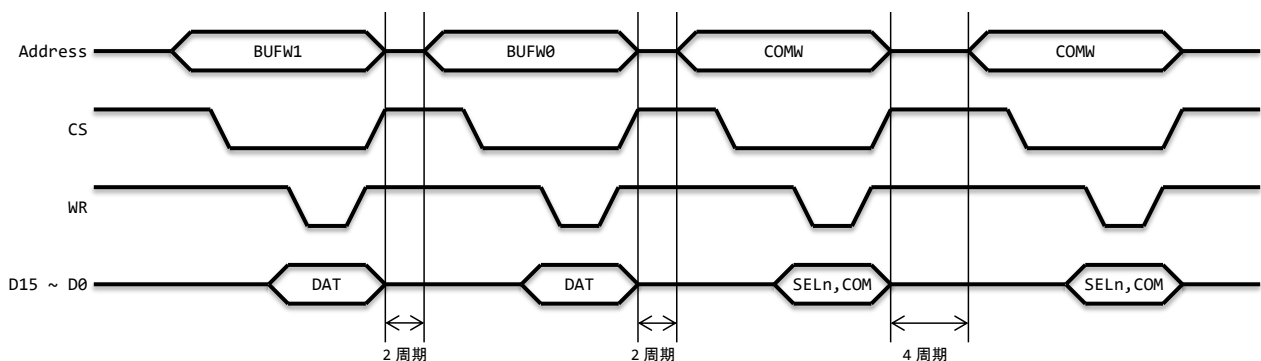 Address BUFW1 BUFW0 COMW COMW
CS
WR
D15 ~ D0 DAT DAT SELn,COM SELn,COM
2 周期 2 周期 4 周期